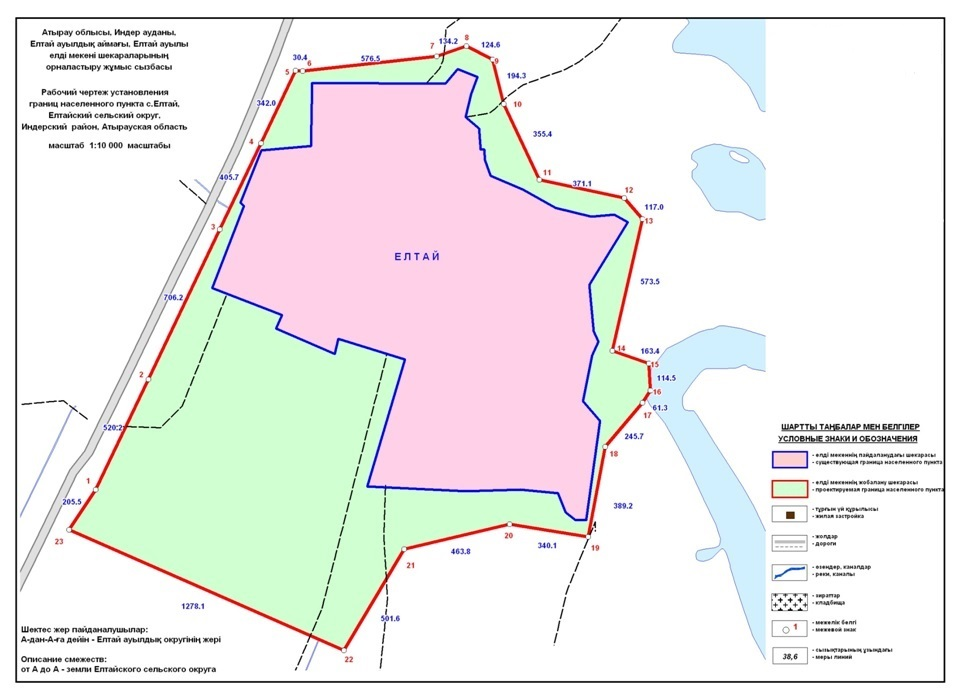 Атырау облысы, Индер ауданы,
Елтай ауылдық аймағы, Елтай ауылы
елді мекені шекараларының
орналастыру жұмыс сызбасы
Рабочий чертеж установления
границ населенного пункта с.Елтай,
Елтайский сельский округ,
Индерский район, Атырауская область
масштаб 1:10 000 масштабы
30.4
5
6
576.5
7
134.2
8
124.6
9
194.3
10
342.0
355.4
4
11
371.1
12
405.7
117.0
13
3
ЕЛТАЙ
573.5
706.2
14
163.4
15
2
114.5
16
61.3
17
520.2
245.7
18
1
205.5
389.2
23
20
340.1
19
463.8
21
1278.1
501.6
22
Шектес жер пайдаланушылар:
А-дан-А-ға дейін - Елтай ауылдық округінің жері
Описание смежеств:
от А до А - земли Елтайского сельского округа
ШАРТТЫ ТАҢБАЛАР МЕН БЕЛГІЛЕР
УСЛОВНЫЕ ЗНАКИ И ОБОЗНАЧЕНИЯ
- елді мекеннің пайдаланудағы шекарасы
- существующая граница населенного пункта
- елді мекеннің жобалану шекарасы
- проектируемая граница населенного пункта
- тұрғын үй құрылысы
- жилая застройка
- жолдар
- дороги
- өзендер, каналдар
- реки, каналы
- зираттар
- кладбища
1
- межелік белгі
- межевой знак
38,6
- сызықтарының ұзындағы
- меры линий